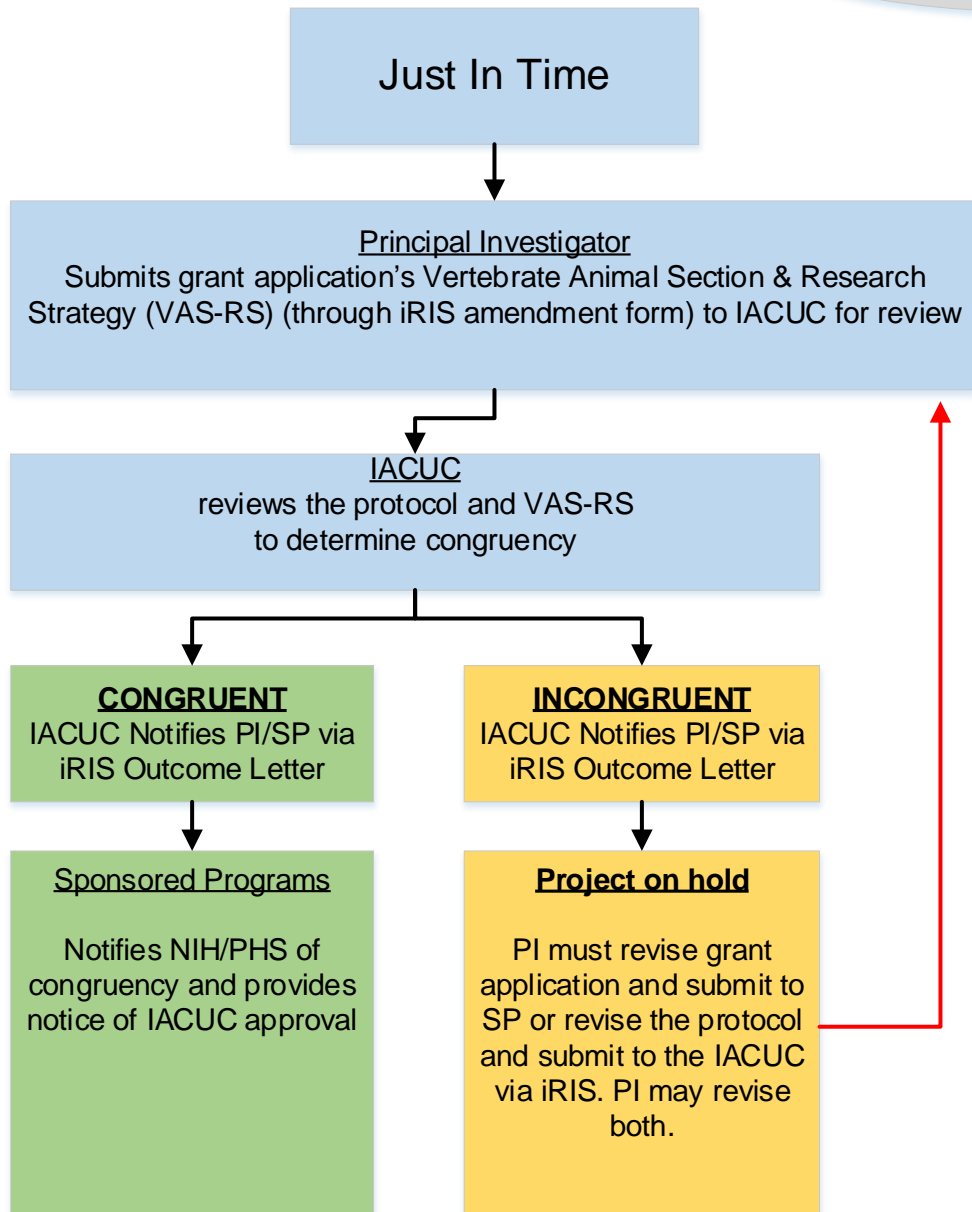 Just In Time
Principal Investigator
Submits grant application’s Vertebrate Animal Section & Research
Strategy (VAS-RS) (through iRIS amendment form) to IACUC for review
IACUC
reviews the protocol and VAS-RS
to determine congruency
CONGRUENT
IACUC Notifies PI/SP via
iRIS Outcome Letter
INCONGRUENT
IACUC Notifies PI/SP via
iRIS Outcome Letter
Sponsored Programs
Notifies NIH/PHS of
congruency and provides
notice of IACUC approval
Project on hold
PI must revise grant
application and submit to
SP or revise the protocol
and submit to the IACUC
via iRIS. PI may revise
both.